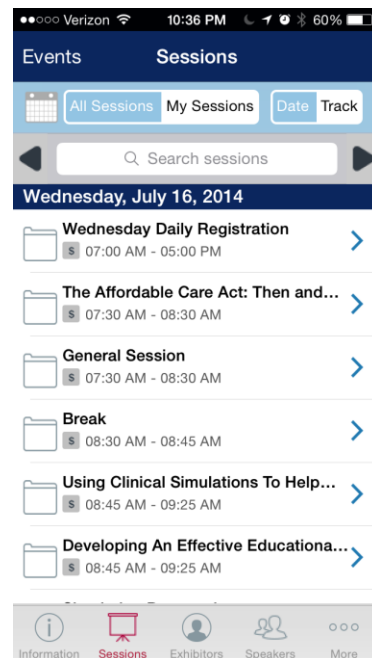 Verizon 10:36 PM 60%
Events Sessions
All Sessions My Sessions Date Track
Search sessions
Wednesday, July 16, 2014
Wednesday Daily Registration
S 07:00 AM - 05:00 PM
The Affordable Care Act: Then and...
S 07:30 AM - 08:30 AM
General Session
S 07:30 AM - 08:30 AM
Break
S 08:30 AM - 08:45 AM
Using Clinical Simulations To Help...
S 08:45 AM - 09:25 AM
Developing An Effective Educationa...
S 08:45 AM - 09:25 AM
Information Sessions Exhibitors Speakers More